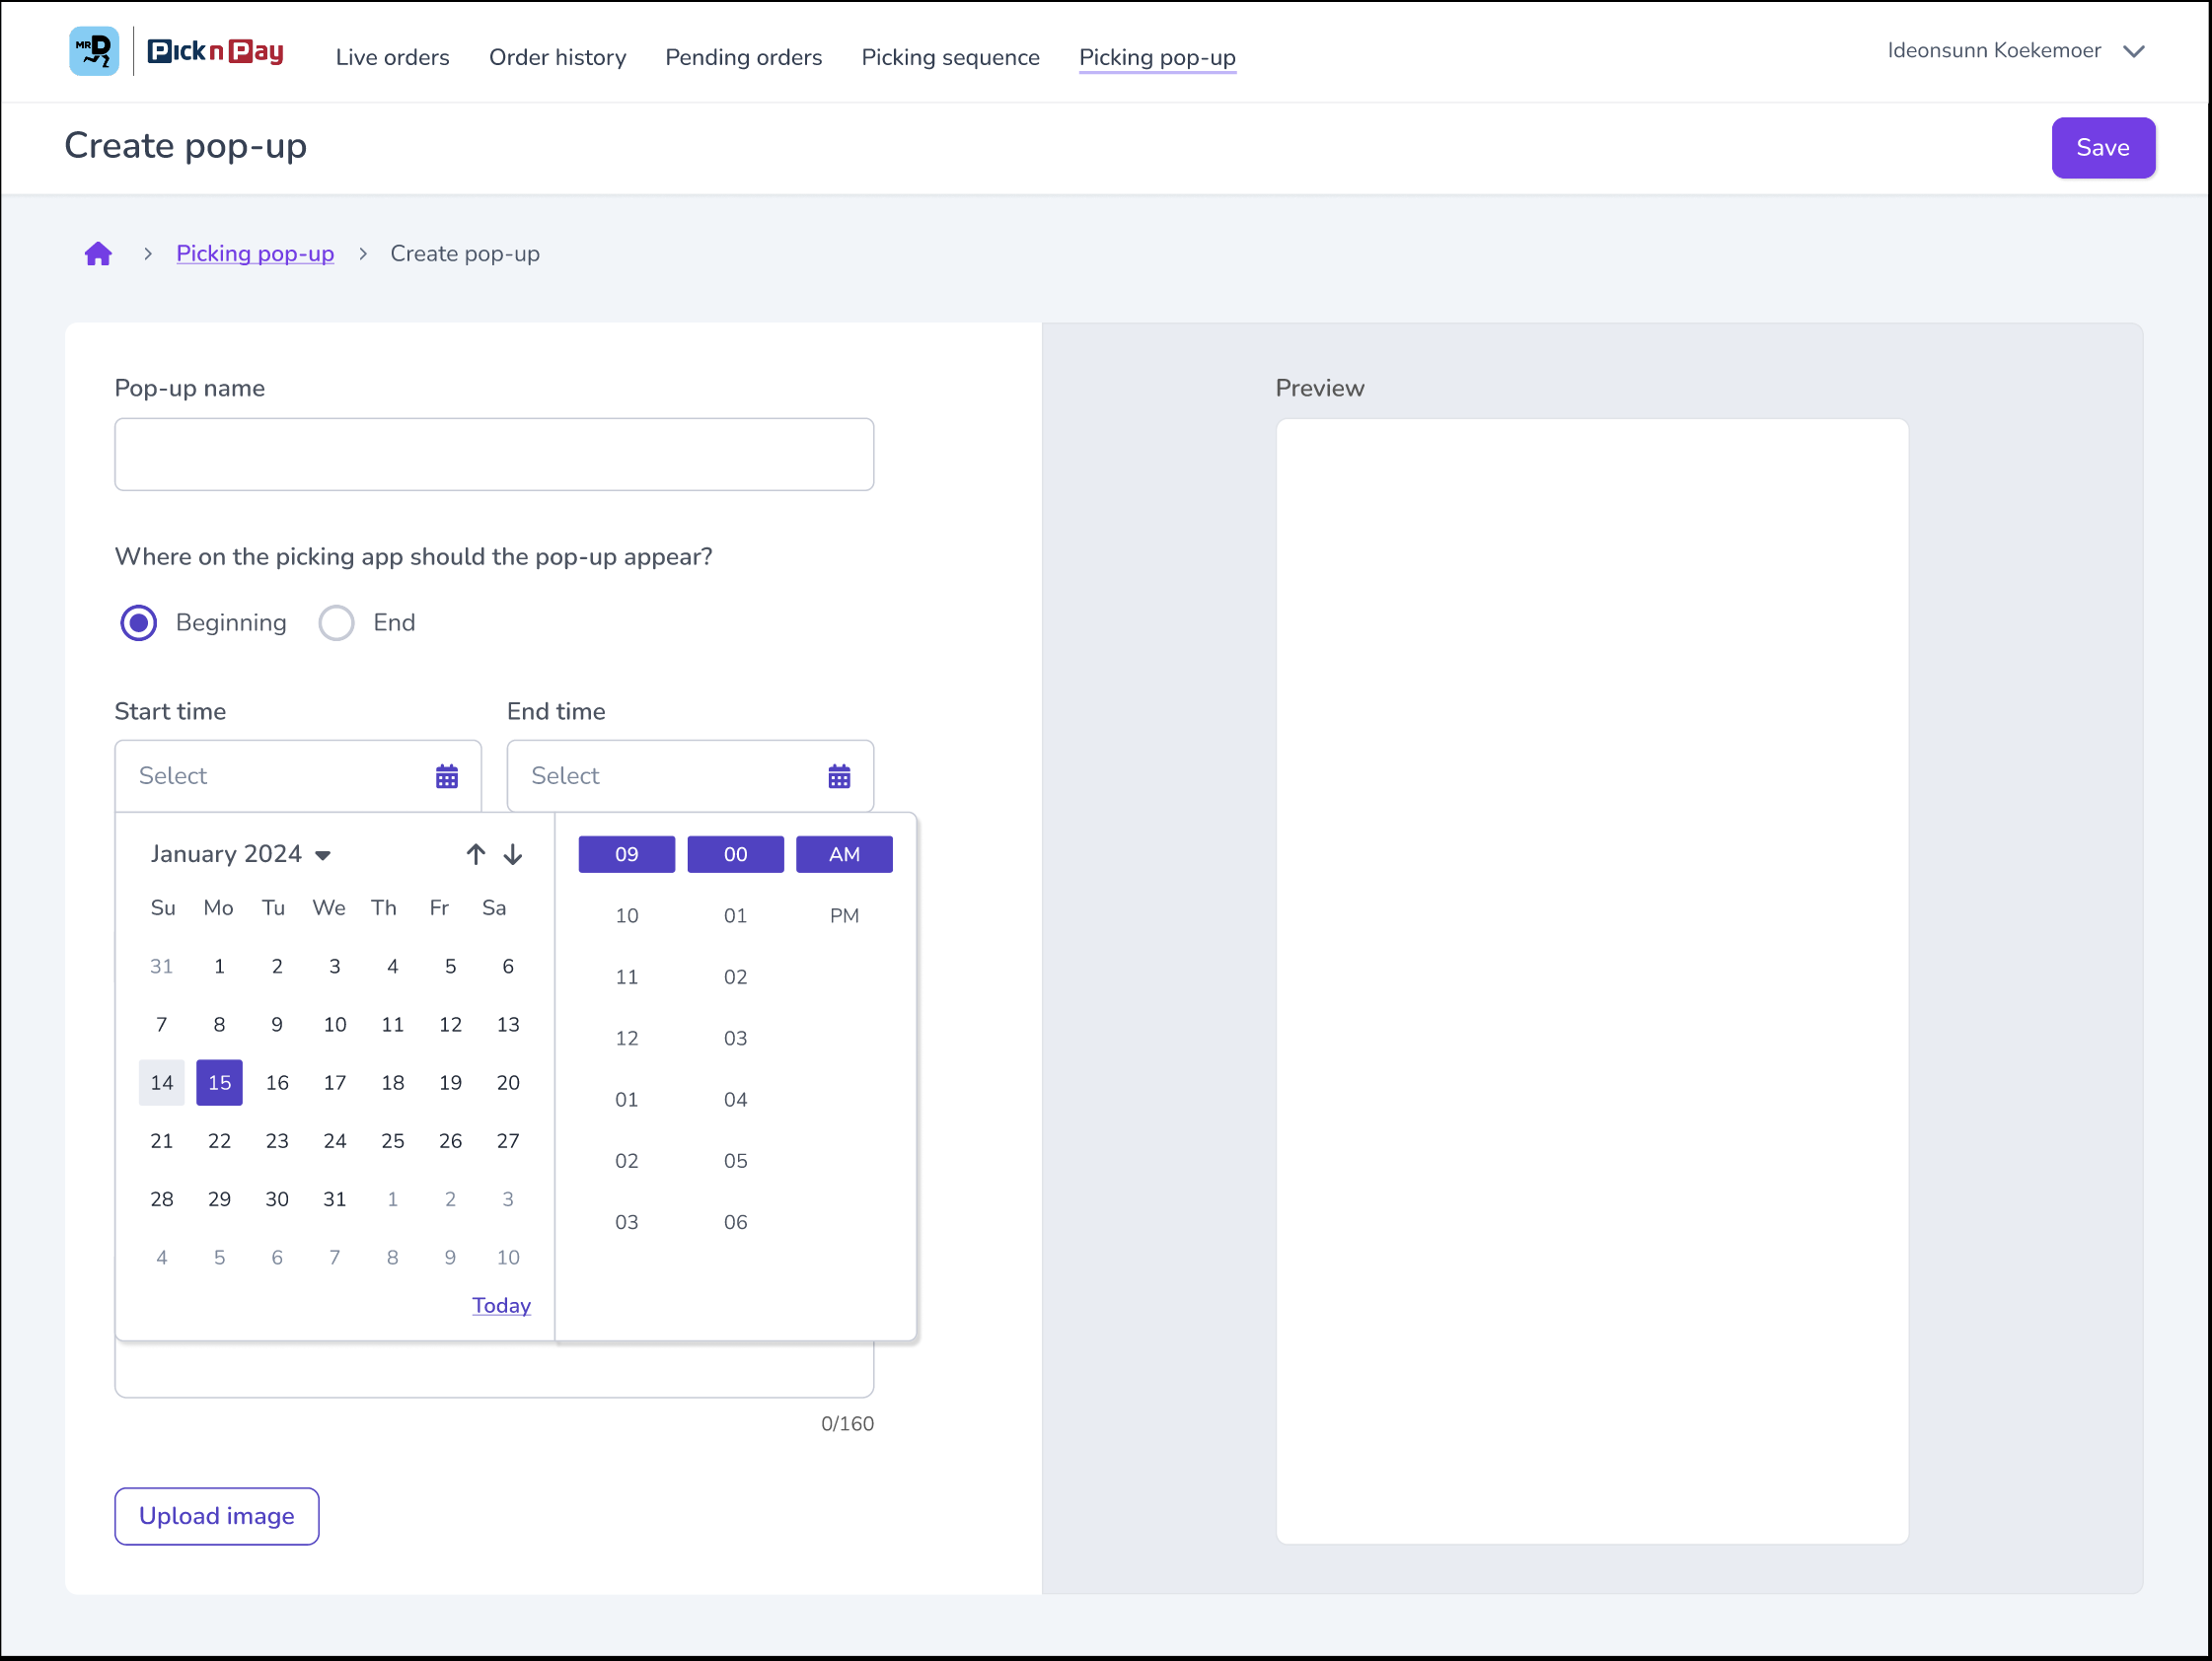 MR D Pick n Pay Live orders Order history Pending orders Picking sequence Picking pop-up Ideonsunn Koekemoer
Create pop-up Save
Picking pop-up Create pop-up
Pop-up name
Where on the picking app should the pop-up appear?
Beginning End
Start time End time
Select Select
January 2024
Su Mo Tu We Th Fr Sa
31 1 2 3 4 5 6
7 8 9 10 11 12 13
14 15 16 17 18 19 20
21 22 23 24 25 26 27
28 29 30 31 1 2 3
4 5 6 7 8 9 10
Today
09 00 AM
10 01 PM
11 02
12 03
01 04
02 05
03 06
0/160
Upload image
Preview